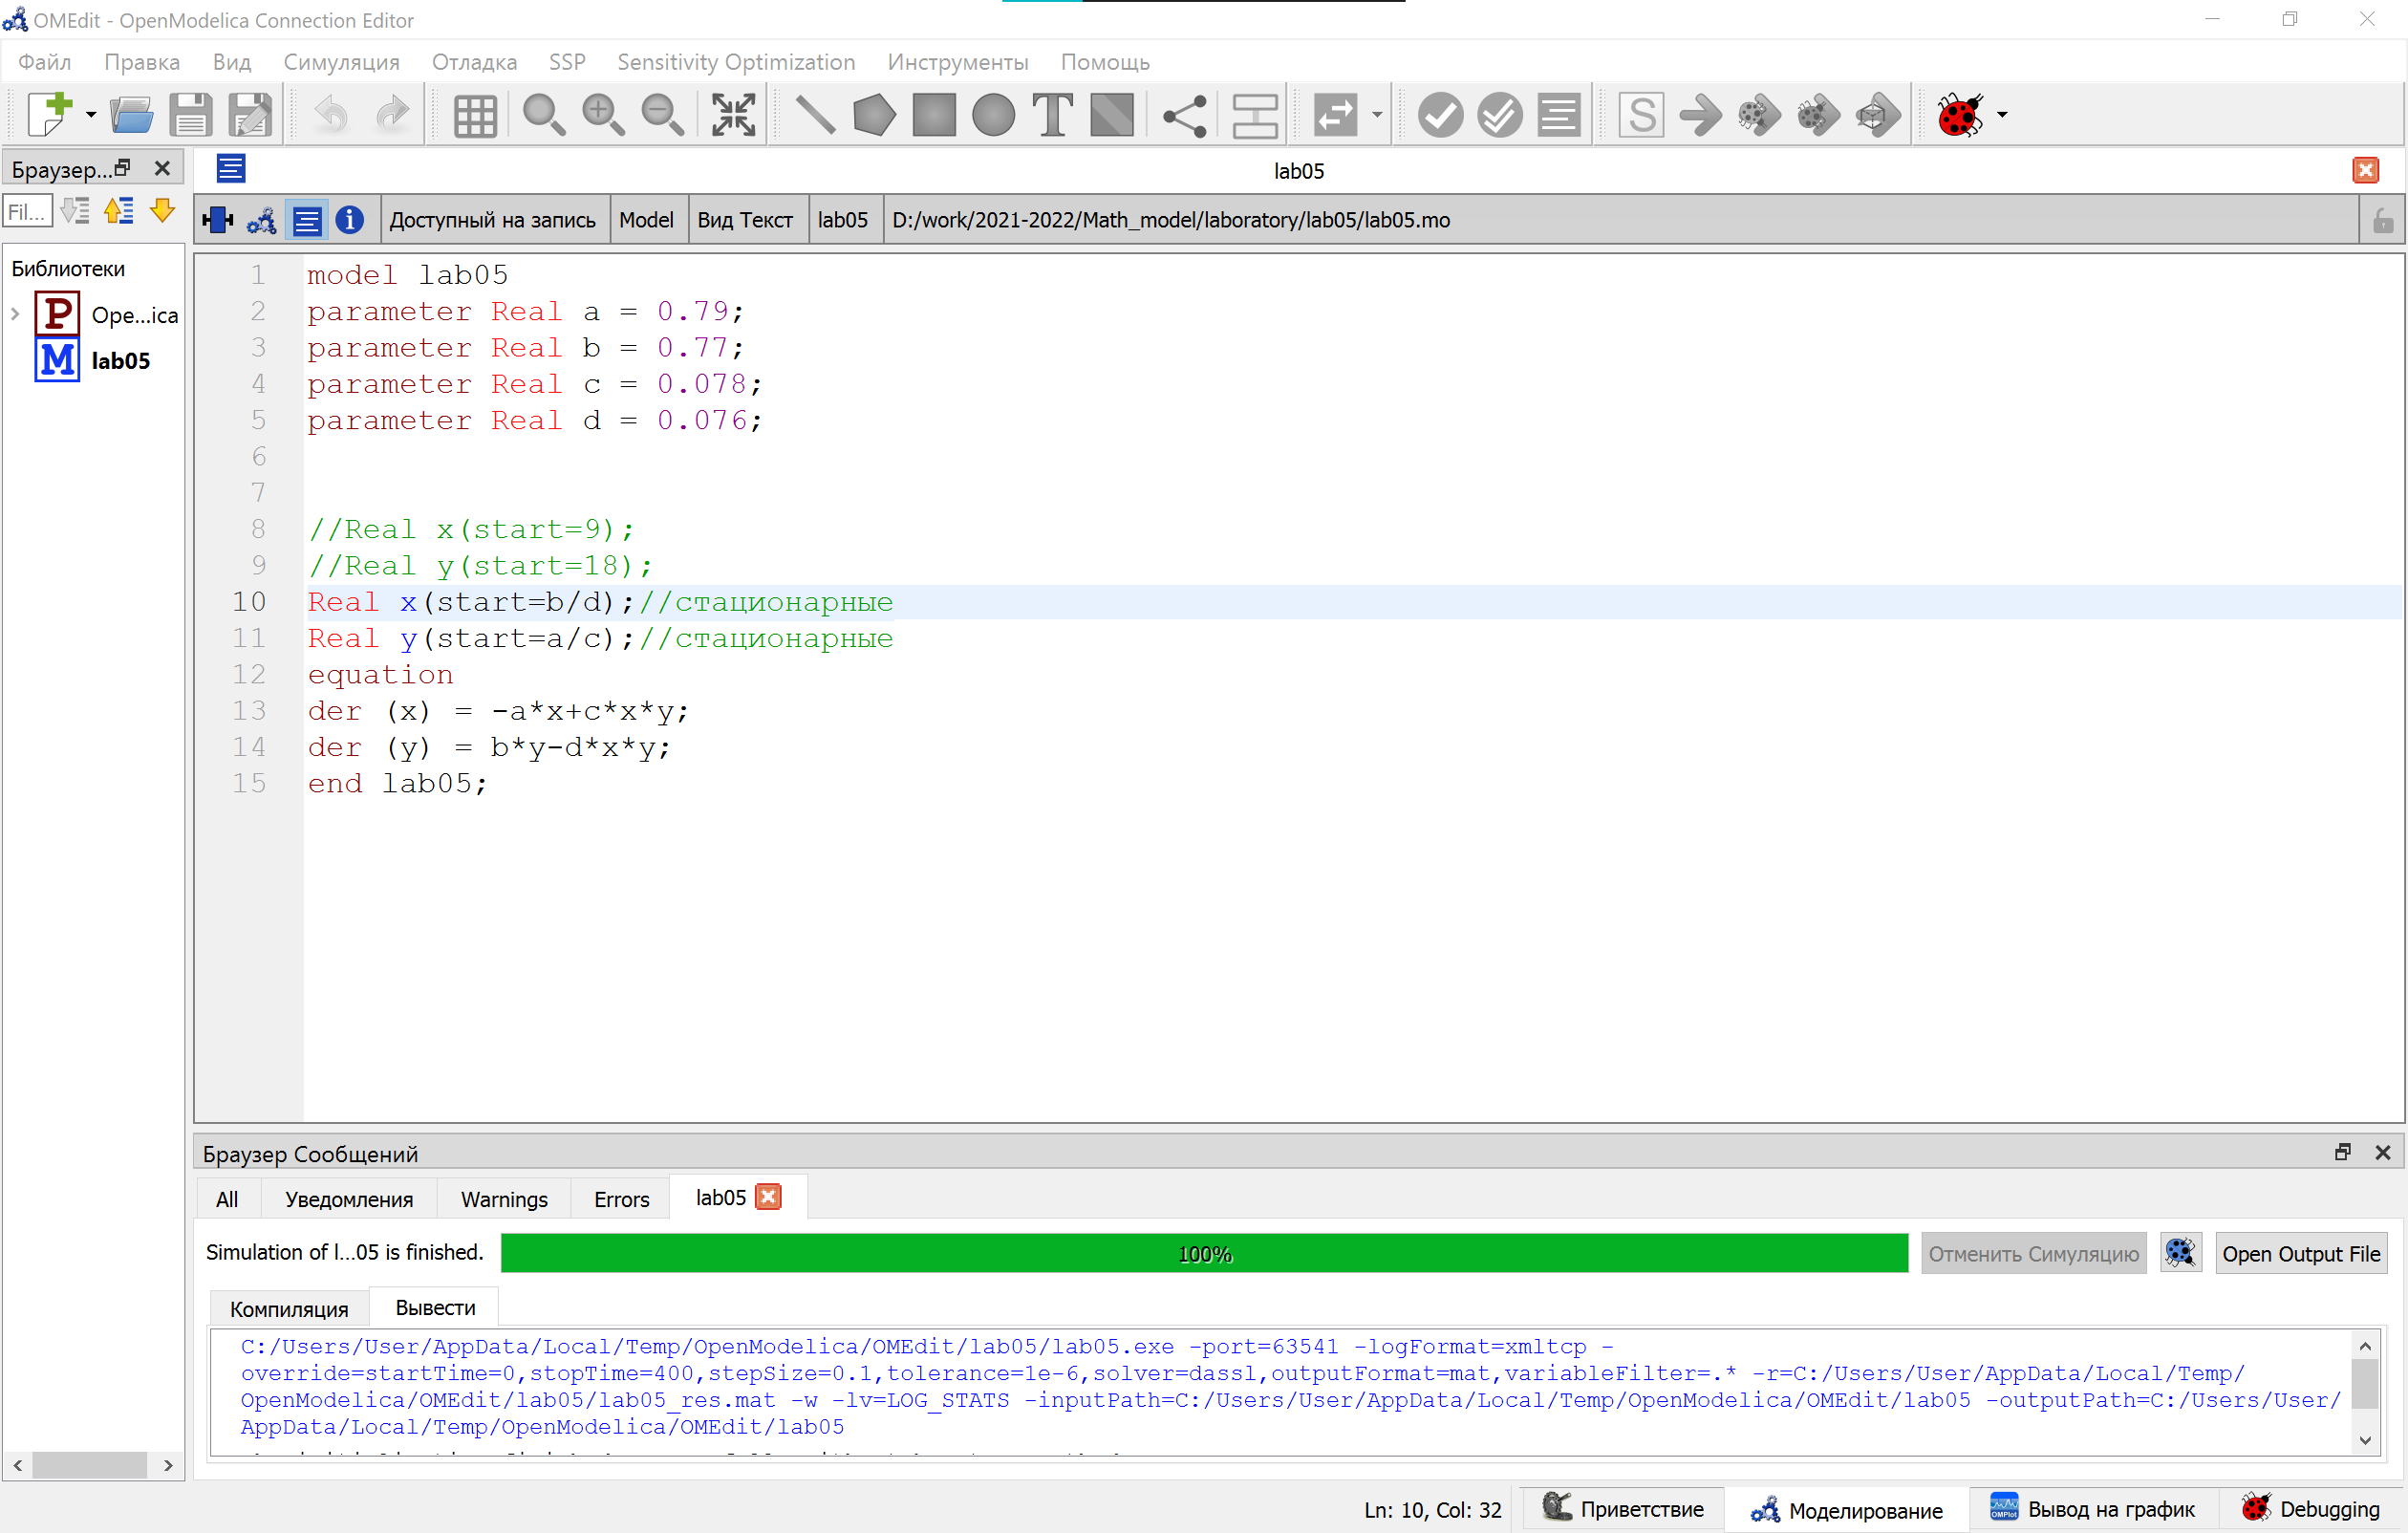 OMEdit - OpenModelica Connection Editor
Файл Правка Вид Симуляция Отладка SSP Sensitivity Optimization Инструменты Помощь
T S
Браузер...
lab05
Fil...
Доступный на запись Model Вид Текст lab05 D:/work/2021-2022/Math_model/laboratory/lab05/lab05.mo
Библиотеки
P Ope...ica
M lab05
1 model lab05
2 parameter Real a = 0.79;
3 parameter Real b = 0.77;
4 parameter Real c = 0.078;
5 parameter Real d = 0.076;
6
7
8 //Real x(start=9);
9 //Real y(start=18);
10 Real x(start=b/d);//стационарные
11 Real y(start=a/c);//стационарные
12 equation
13 der (x) = -a*x+c*x*y;
14 der (y) = b*y-d*x*y;
15 end lab05;
Браузер Сообщений
All Уведомления Warnings Errors lab05
Simulation of l...05 is finished. 100% Отменить Симуляцию Open Output File
Компиляция Вывести
C:/Users/User/AppData/Local/Temp/OpenModelica/OMEdit/lab05/lab05.exe -port=63541 -logFormat=xmltcp -
override=startTime=0,stopTime=400,stepSize=0.1,tolerance=1e-6,solver=dassl,outputFormat=mat,variableFilter=.* -r=C:/Users/User/AppData/Local/Temp/
OpenModelica/OMEdit/lab05/lab05_res.mat -w -lv=LOG_STATS -inputPath=C:/Users/User/AppData/Local/Temp/OpenModelica/OMEdit/lab05 -outputPath=C:/Users/User/
AppData/Local/Temp/OpenModelica/OMEdit/lab05
Ln: 10, Col: 32 Приветствие Моделирование OMPlot Вывод на график Debugging